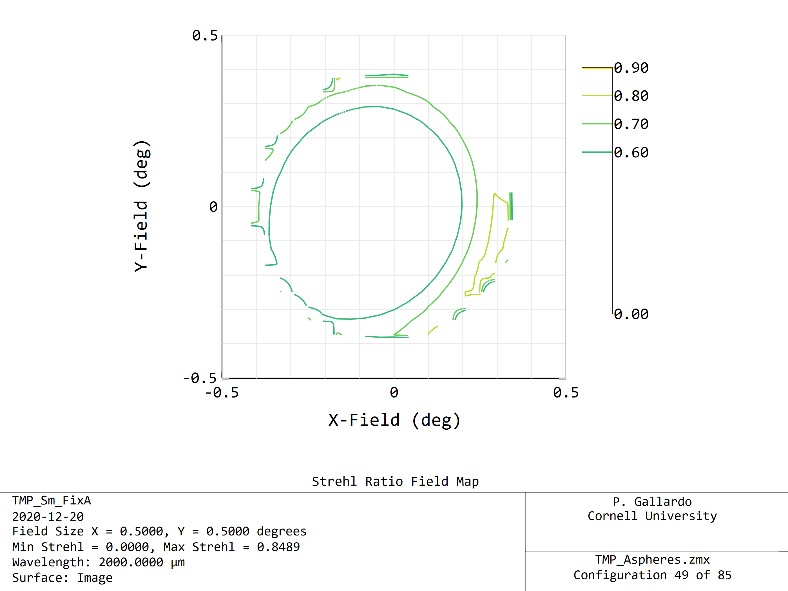 0.5
0
-0.5
-0.5
0
0.5
Y-Field (deg)
X-Field (deg)
0.90
0.80
0.70
0.60
0.00
Strehl Ratio Field Map
TMP_Sm_FixA
2020-12-20
Field Size X = 0.5000, Y = 0.5000 degrees
Min Strehl = 0.0000, Max Strehl = 0.8489
Wavelength: 2000.0000 µm
Surface: Image
P. Gallardo
Cornell University
TMP_Aspheres.zmx
Configuration 49 of 85